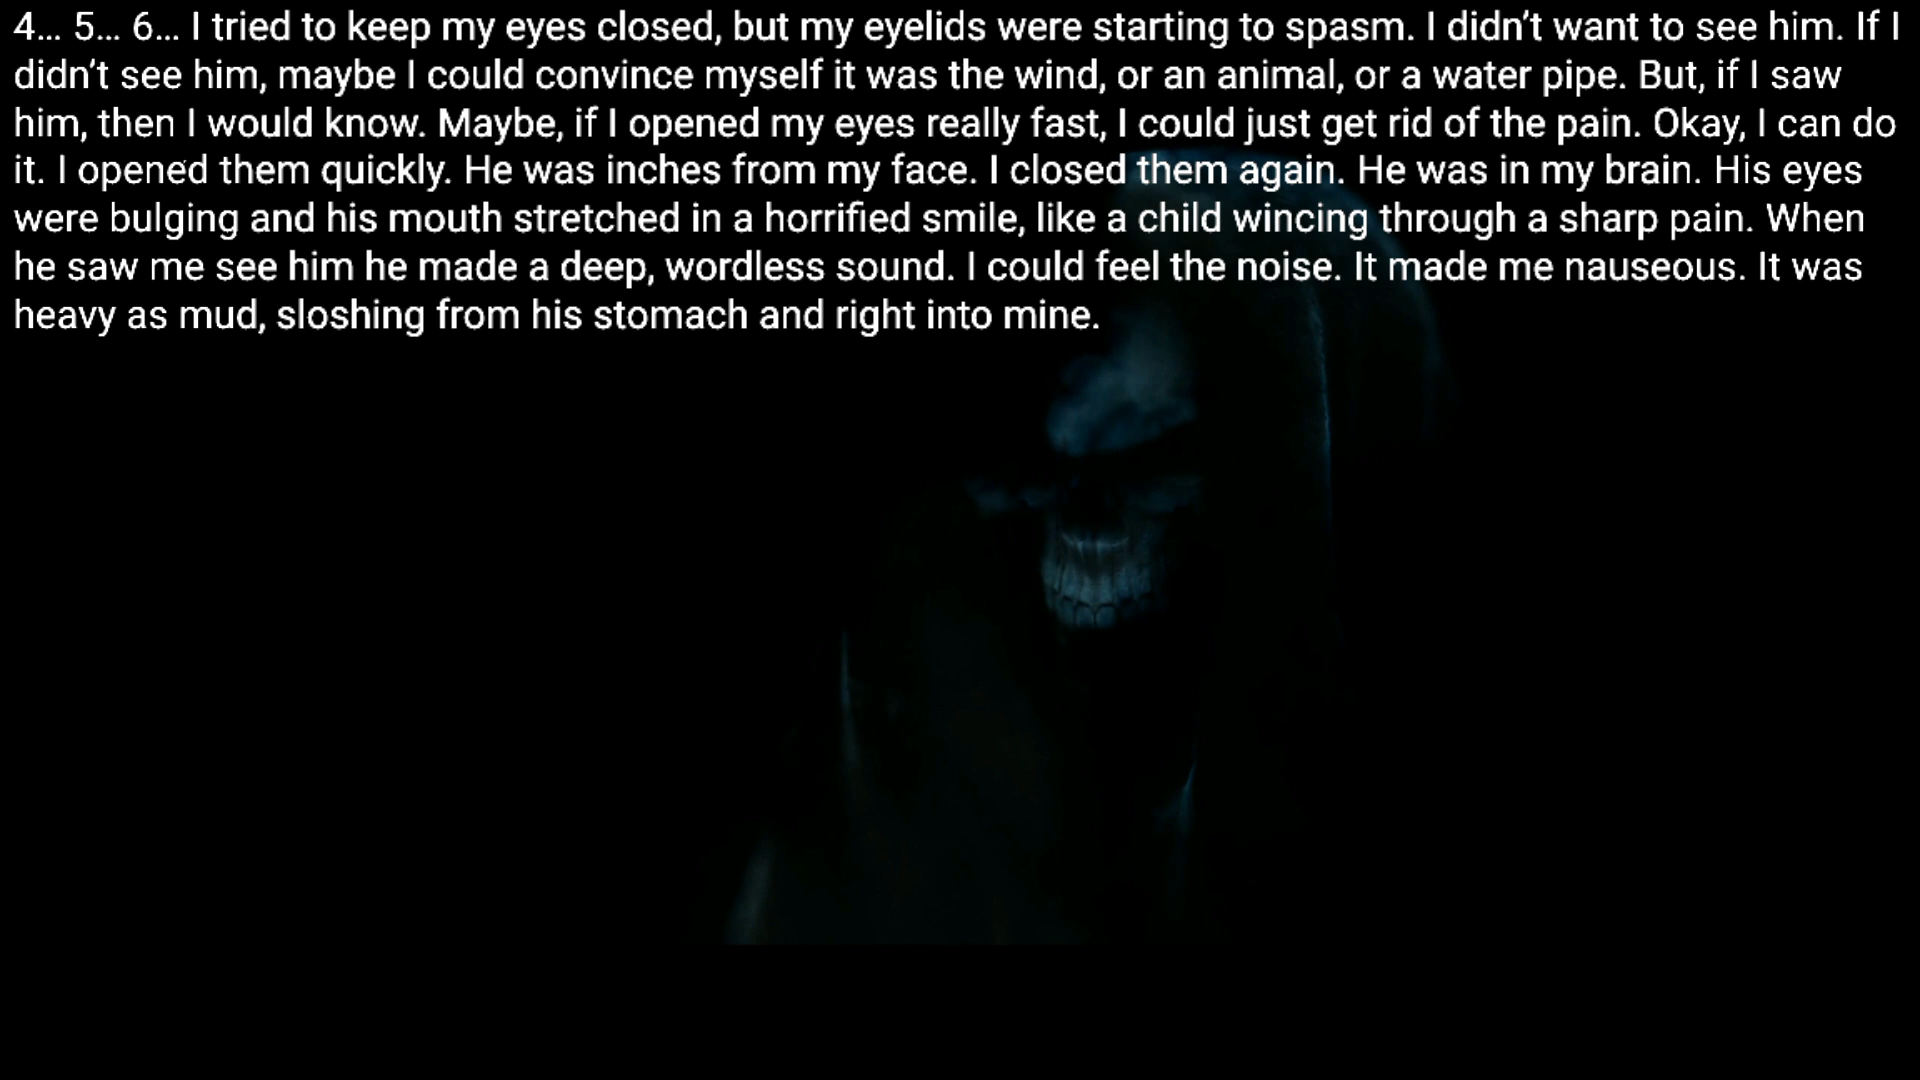 4... 5... 6... I tried to keep my eyes closed, but my eyelids were starting to spasm. I didn’t want to see him. If I
didn’t see him, maybe I could convince myself it was the wind, or an animal, or a water pipe. But, if I saw
him, then I would know. Maybe, if I opened my eyes really fast, I could just get rid of the pain. Okay, I can do
it. I opened them quickly. He was inches from my face. I closed them again. He was in my brain. His eyes
were bulging and his mouth stretched in a horrified smile, like a child wincing through a sharp pain. When
he saw me see him he made a deep, wordless sound. I could feel the noise. It made me nauseous. It was
heavy as mud, sloshing from his stomach and right into mine.